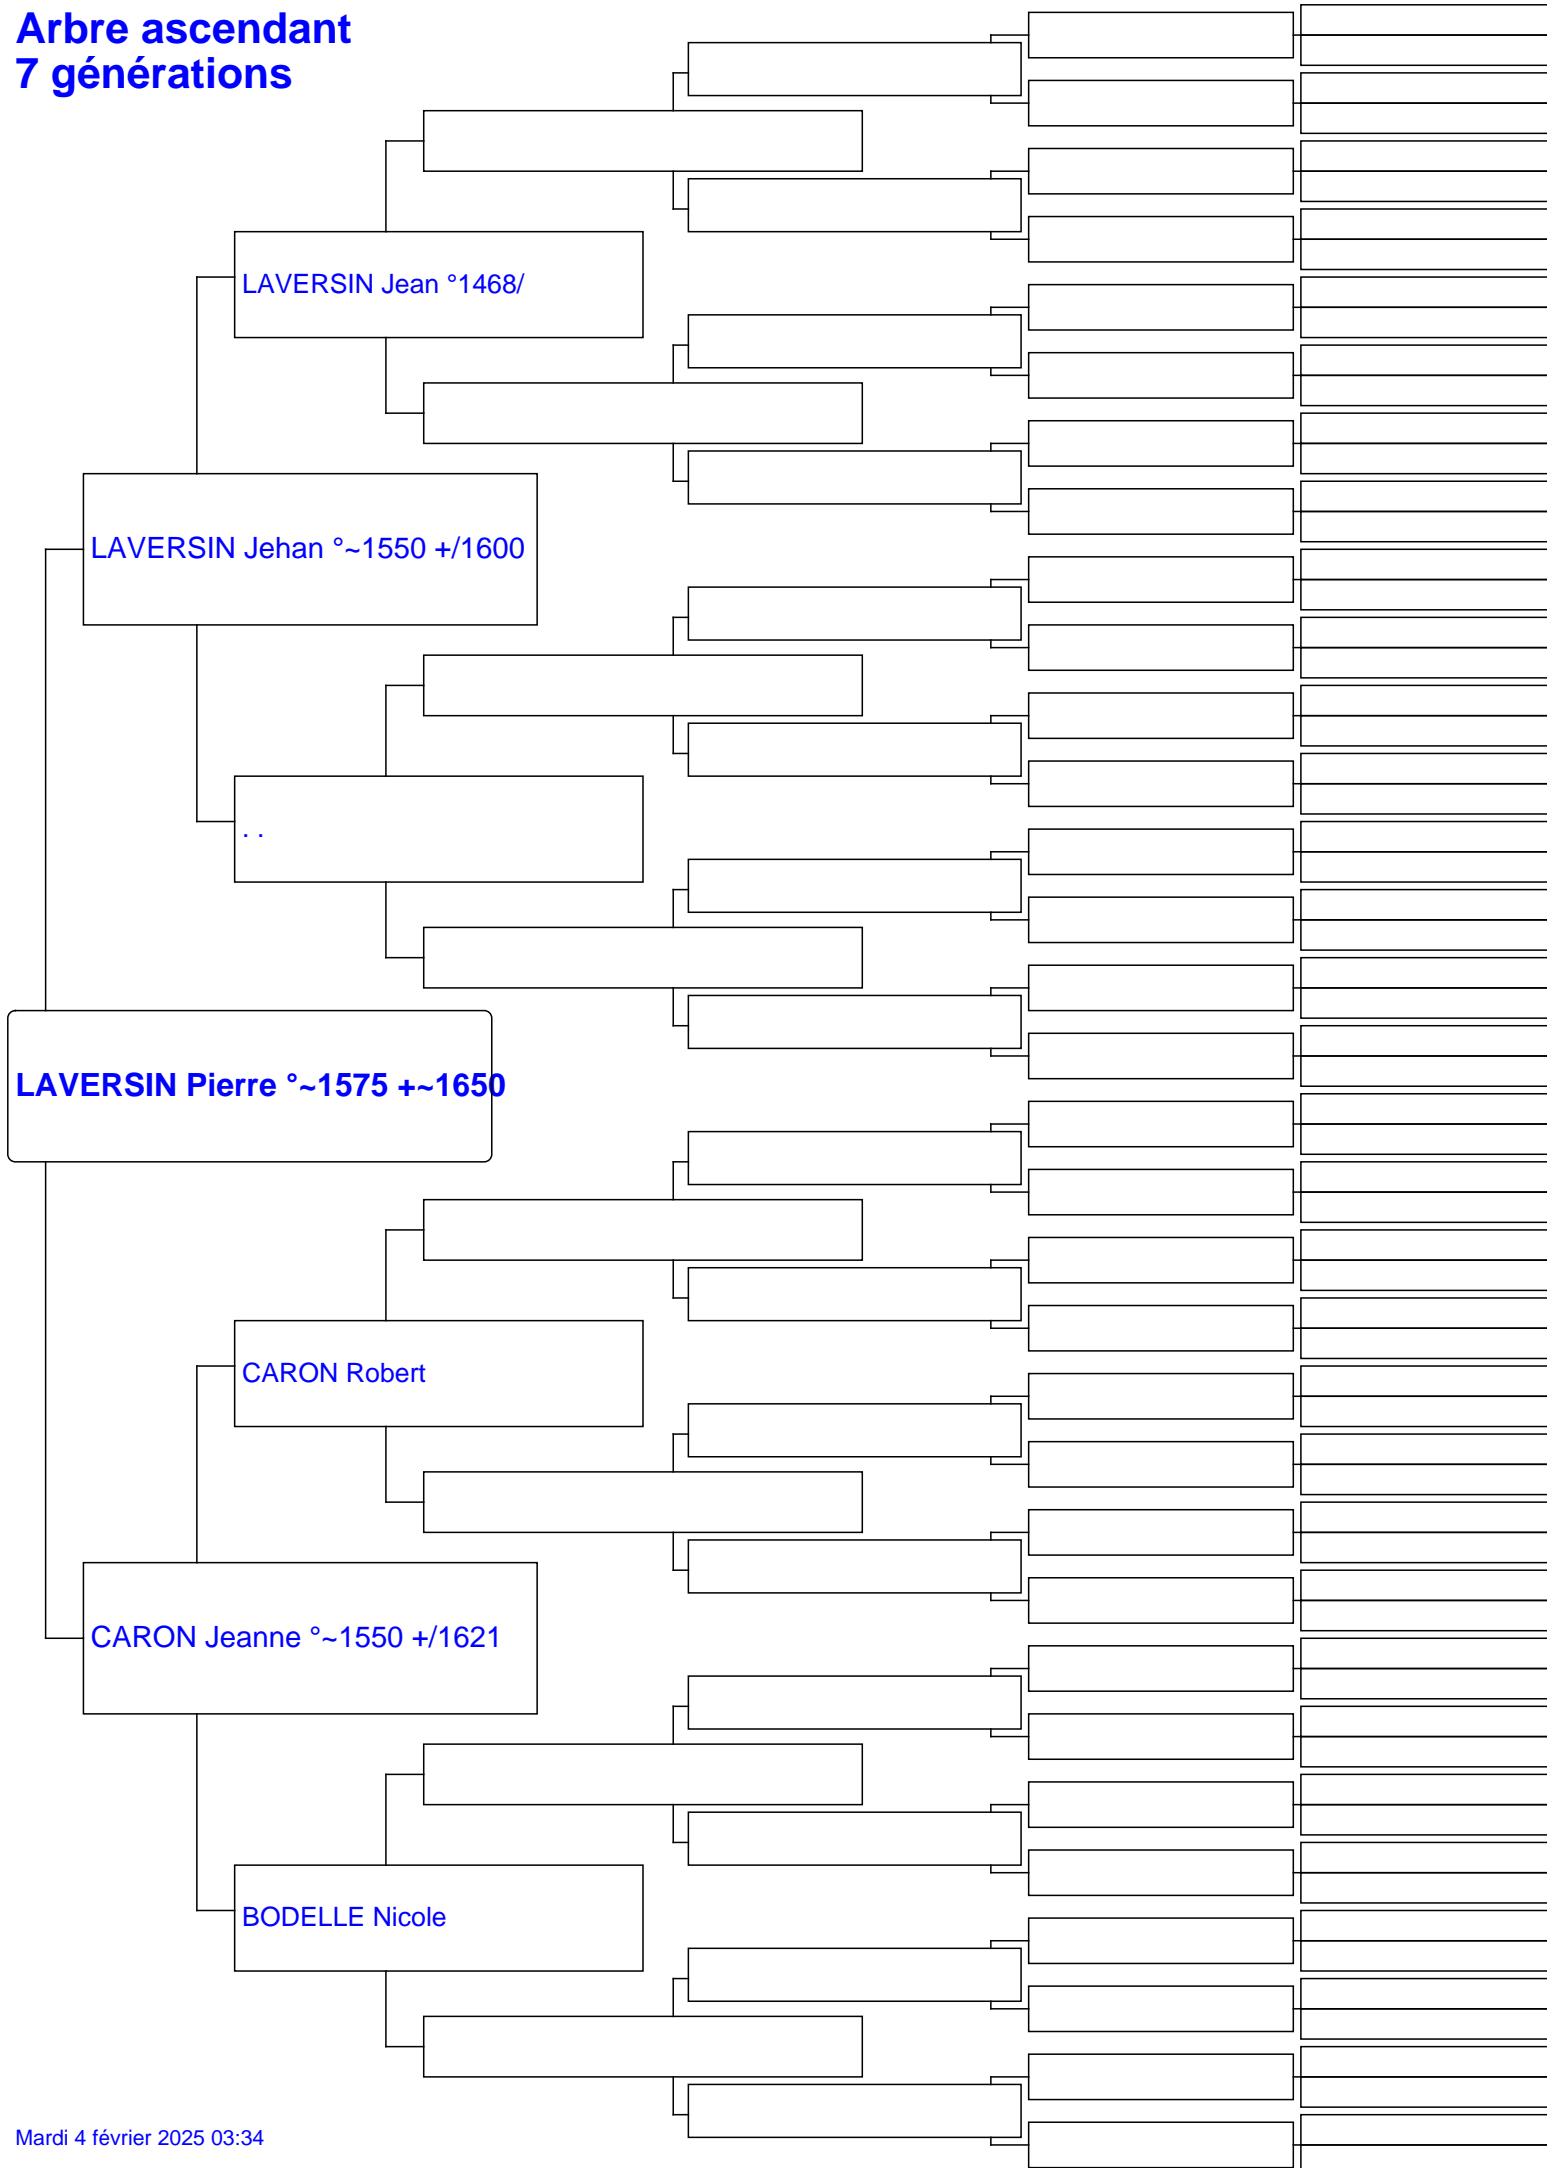 Arbre ascendant
7 générations
LAVERSIN Jean °1468/
LAVERSIN Jehan °~1550 +/1600
. .
LAVERSIN Pierre °~1575 +~1650
CARON Robert
CARON Jeanne °~1550 +/1621
BODELLE Nicole
Mardi 4 février 2025 03:34